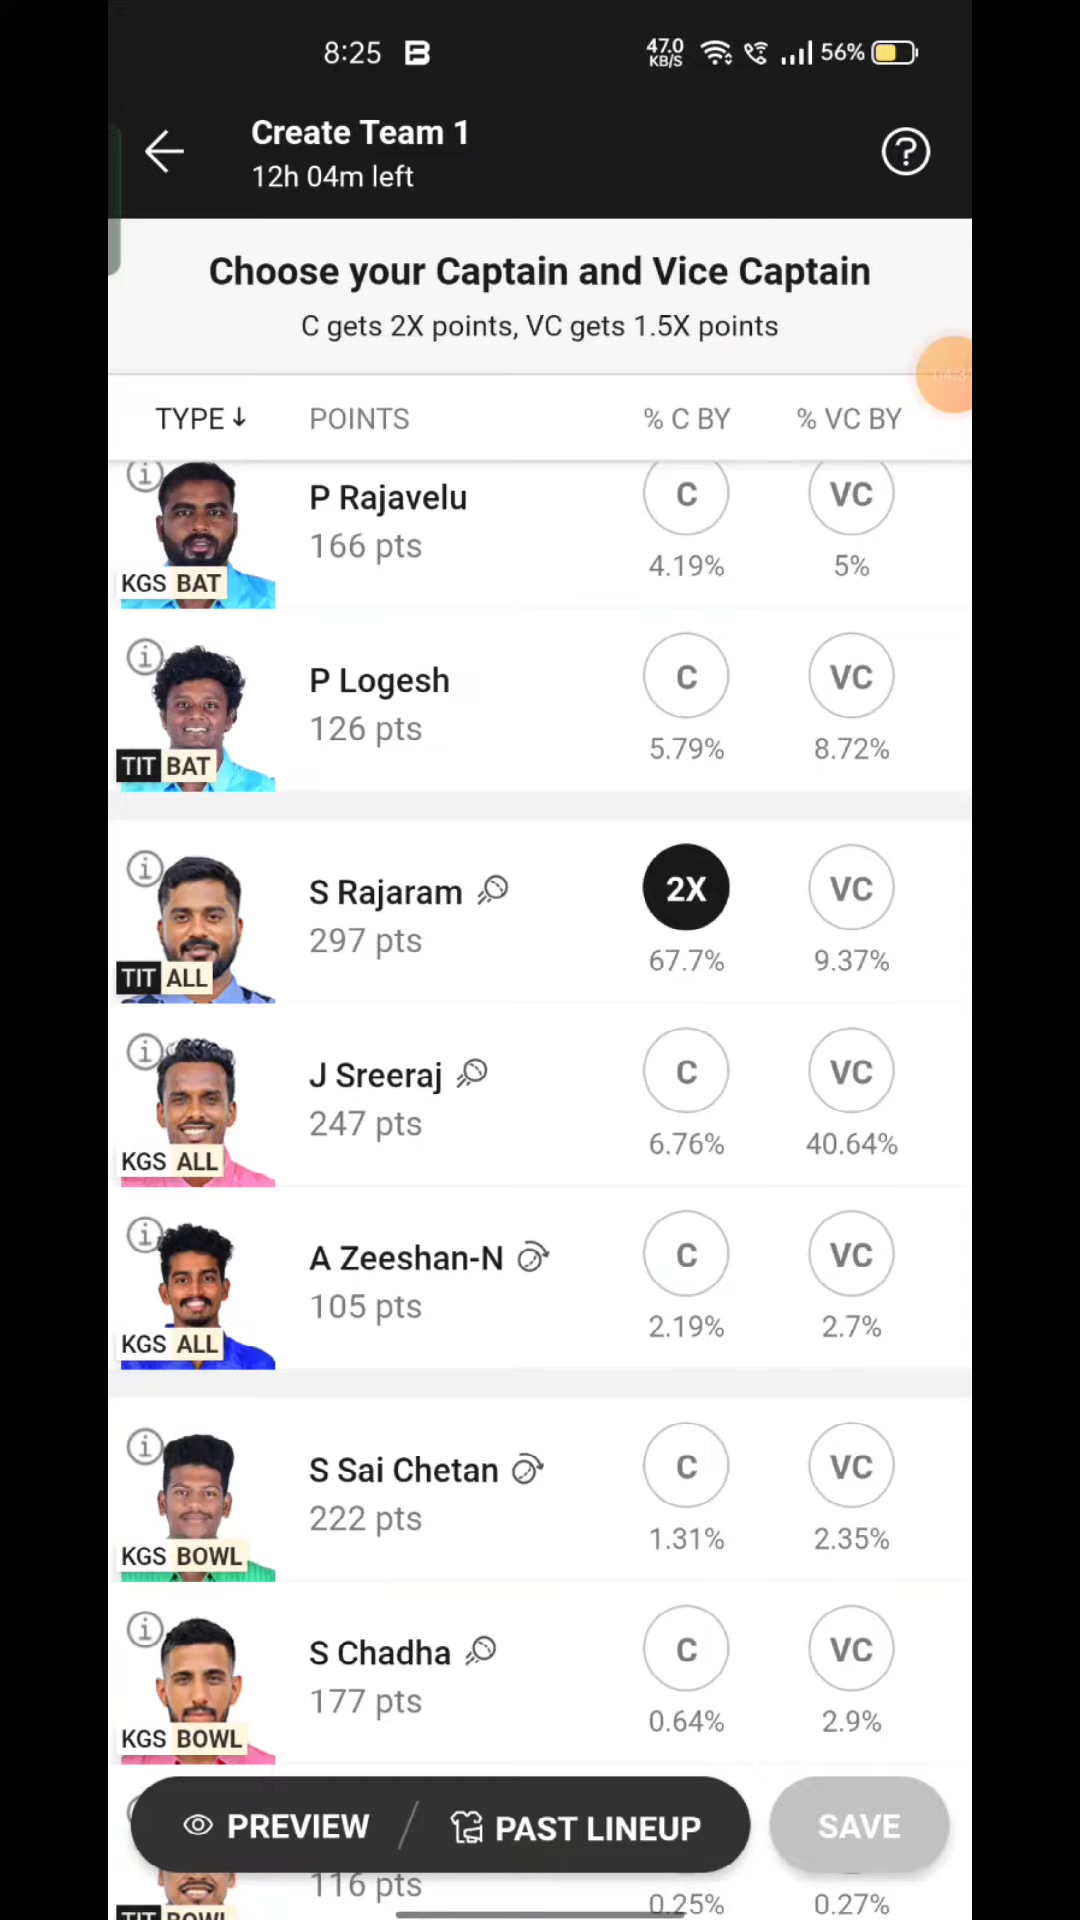 8:25
47.0
KB/S
56%
Create Team 1
12h 04m left
Choose your Captain and Vice Captain
C gets 2X points, VC gets 1.5X points
TYPE↓ POINTS % C BY % VC BY
P Rajavelu
166 pts
KGS BAT
C VC
4.19% 5%
P Logesh
126 pts
TIT BAT
C VC
5.79% 8.72%
S Rajaram
297 pts
TIT ALL
2X VC
67.7% 9.37%
J Sreeraj
247 pts
KGS ALL
C VC
6.76% 40.64%
A Zeeshan-N
105 pts
KGS ALL
C VC
2.19% 2.7%
S Sai Chetan
222 pts
KGS BOWL
C VC
1.31% 2.35%
S Chadha
177 pts
KGS BOWL
C VC
0.64% 2.9%
PREVIEW / PAST LINEUP SAVE
116 pts
0.25% 0.27%
TIT BOWL